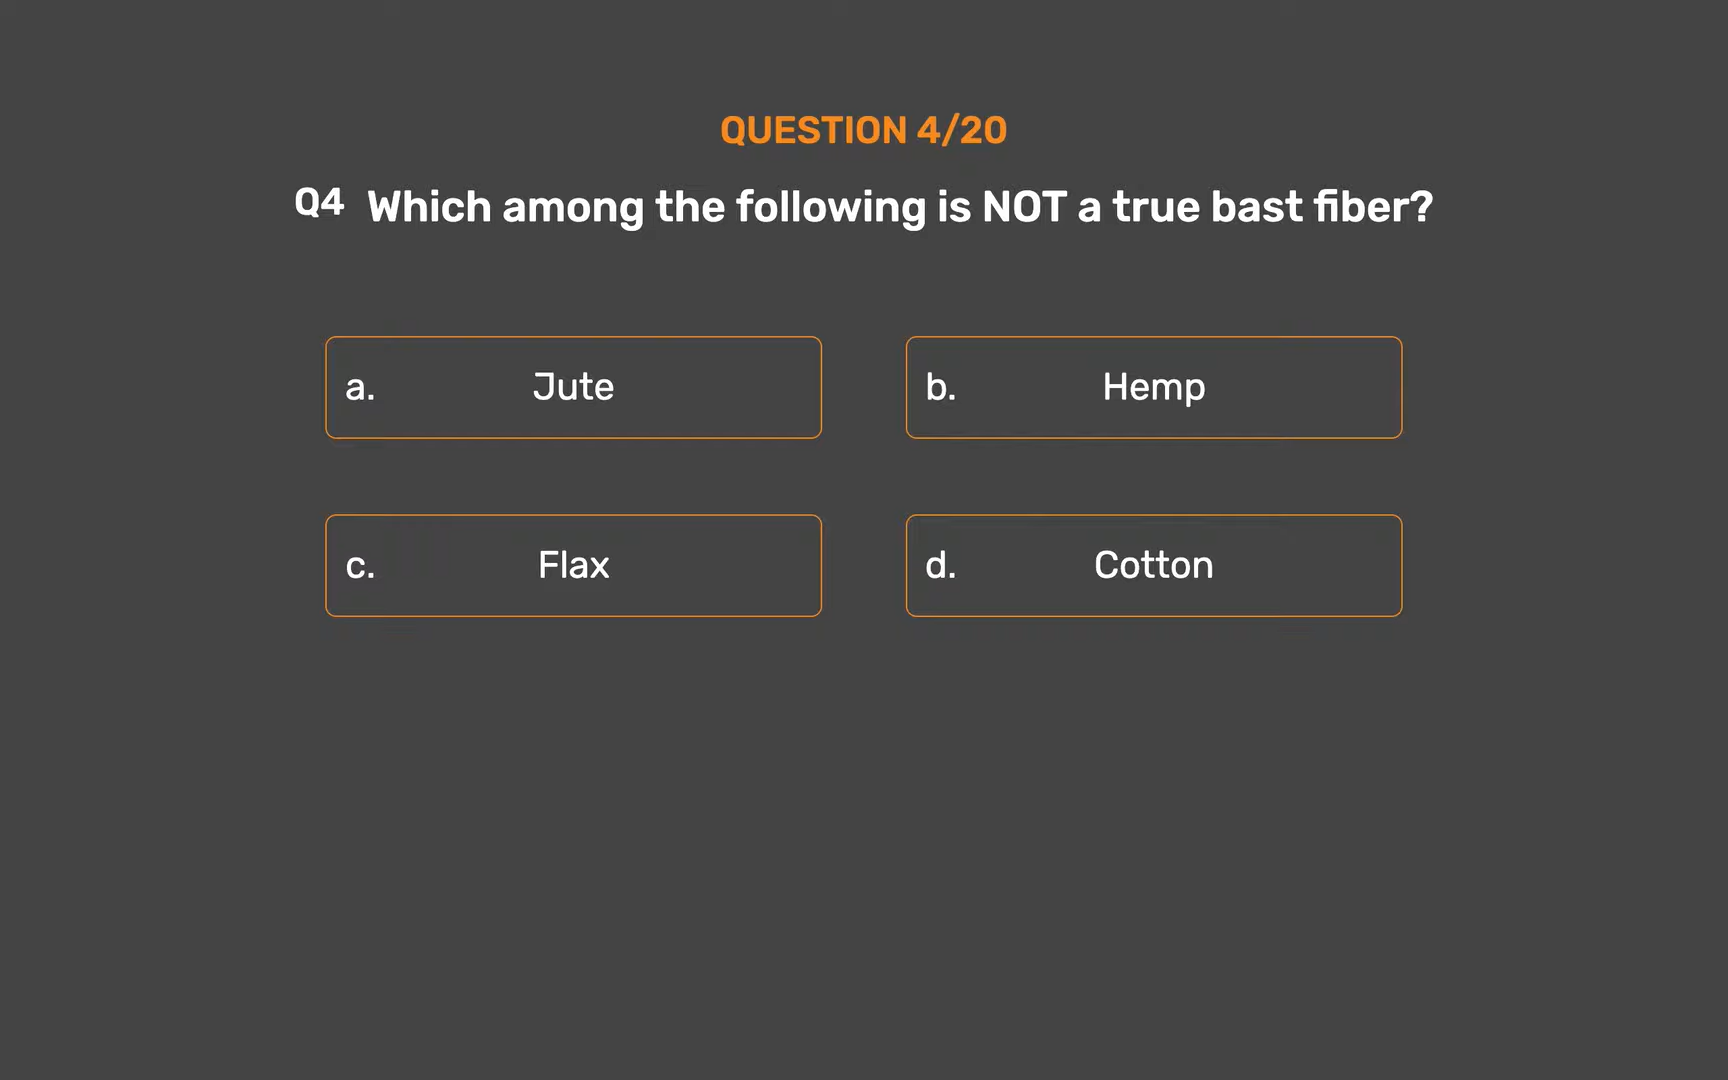 QUESTION 4/20
Q4 Which among the following is NOT a true bast fiber?
a. Jute
b. Hemp
c. Flax
d. Cotton